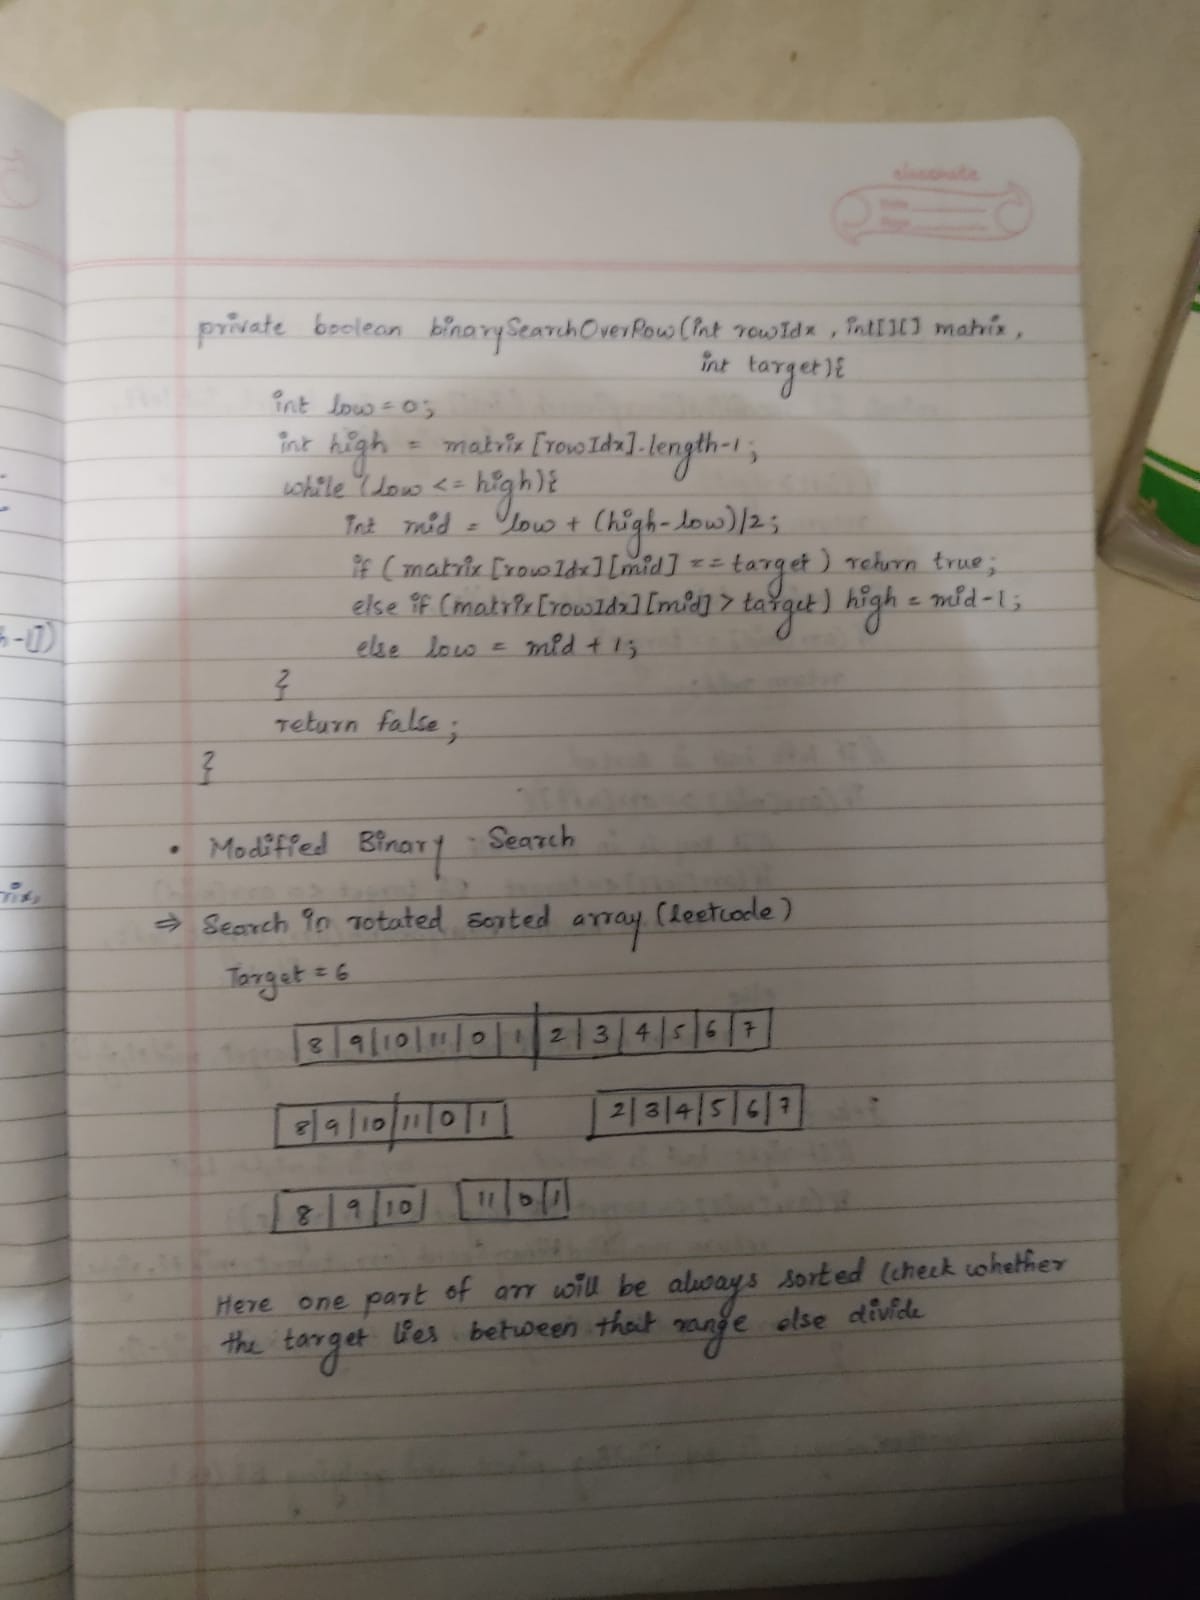 classmate
private boolean binarySearchOverRow(int rowIdx, int[][] matrix,
int target){
int low=0;
int high = matrix[rowIdx].length-1;
while (low <= high){
int mid = low + (high-low)/2;
if (matrix[rowIdx][mid] == target) return true;
else if (matrix[rowIdx][mid] > target) high = mid-1;
else low = mid + 1;
}
return false;
}
• Modified Binary Search
⇒ Search in rotated sorted array (leetcode)
Target = 6
8 | 9 | 10 | 11 | 0 | 1 | 2 | 3 | 4 | 5 | 6 | 7
8 | 9 | 10 | 11 | 0 | 1 2 | 3 | 4 | 5 | 6 | 7
8 | 9 | 10 11 | 0 | 1
Here one part of arr will be always sorted (check whether
the target lies between that range else divide